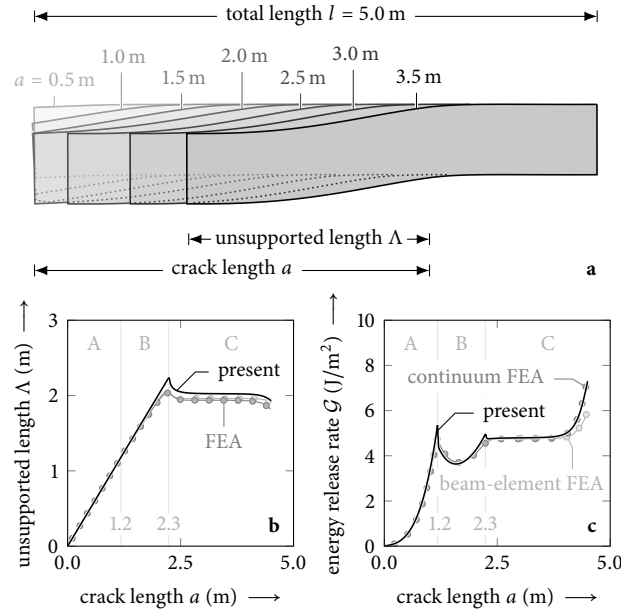 total length l = 5.0 m
1.0 m 2.0 m 3.0 m
a = 0.5 m 1.5 m 2.5 m 3.5 m
unsupported length Λ
crack length a
a
unsupported length Λ (m)
3
2
1
0
A B C
present
FEA
1.2 2.3
b
0.0 2.5 5.0
crack length a (m)
energy release rate G (J/m²)
10
8
6
4
2
0
A B C
continuum FEA
present
beam-element FEA
1.2 2.3
c
0.0 2.5 5.0
crack length a (m)